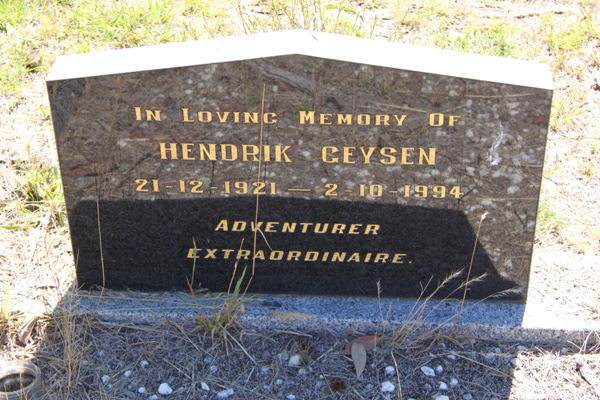 IN LOVING MEMORY OF
HENDRIK GEYSEN
21-12-1921 — 2-10-1994
ADVENTURER
EXTRAORDINAIRE.